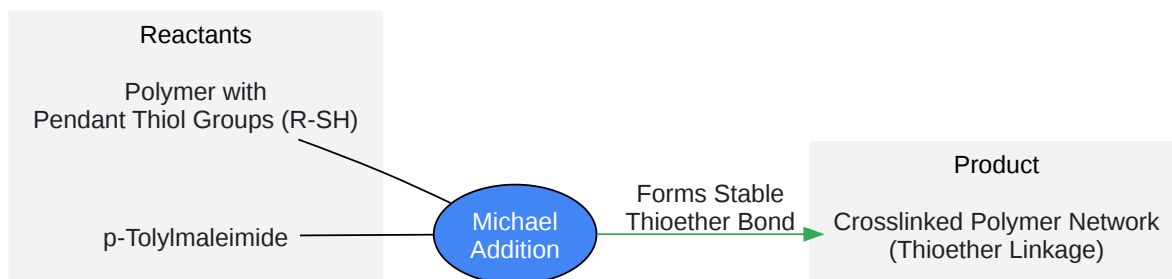 Reactants
Polymer with
Pendant Thiol Groups (R-SH)
p-Tolylmaleimide
Michael
Addition
Forms Stable
Thioether Bond
Product
Crosslinked Polymer Network
(Thioether Linkage)